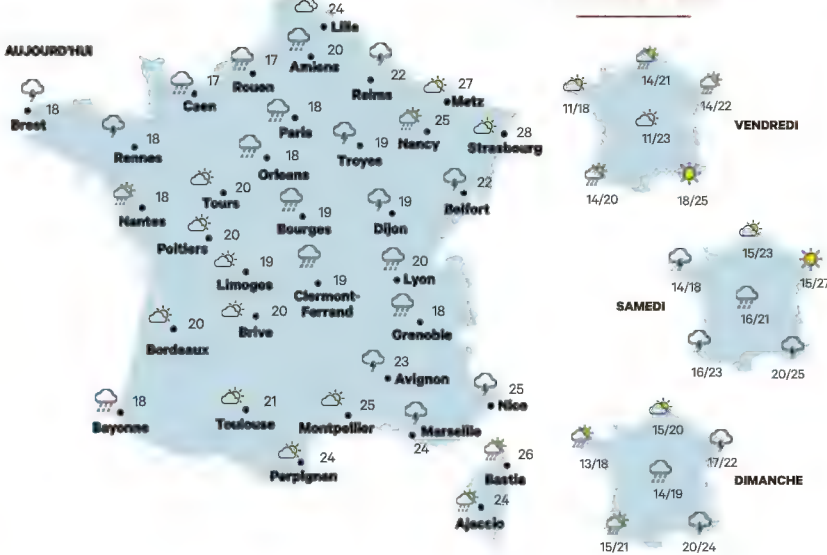 AUJOURD'HUI
24
Lille
20
Amiens
17
Rouen
17
Caen
22
Reims
27
Metz
18
Brest
18
Rennes
18
Paris
19
Troyes
25
Nancy
28
Strasbourg
18
Orleans
20
Tours
18
Nantes
19
Bourges
19
Dijon
22
Belfort
20
Poitiers
19
Limoges
19
Clermont-
Ferrand
20
Lyon
20
Bordeaux
20
Brive
18
Grenoble
23
Avignon
25
Nice
18
Bayonne
21
Toulouse
25
Montpellier
Marseille
24
24
Perpignan
26
Bastia
24
Ajaccio
14/21
11/18
14/22
11/23
VENDREDI
14/20
18/25
15/23
14/18
15/27
SAMEDI
16/21
16/23
20/25
15/20
13/18
17/22
14/19
DIMANCHE
15/21
20/24